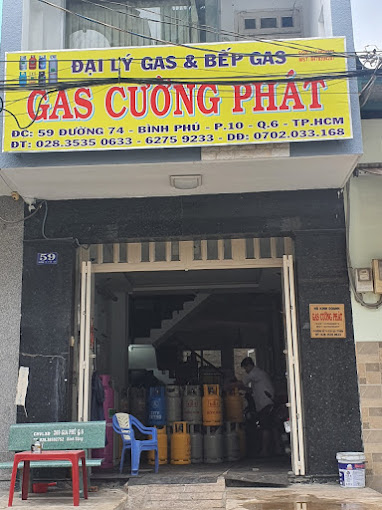 ĐẠI LÝ GAS & BẾP GAS
GAS CƯỜNG PHÁT
ĐC: 59 ĐƯỜNG 74 - BÌNH PHÚ - P.10 - Q.6 - TP.HCM
ĐT: 028.3535 0633 - 6275 9233 - DĐ: 0702.033.168
59
GAS CƯỜNG PHÁT